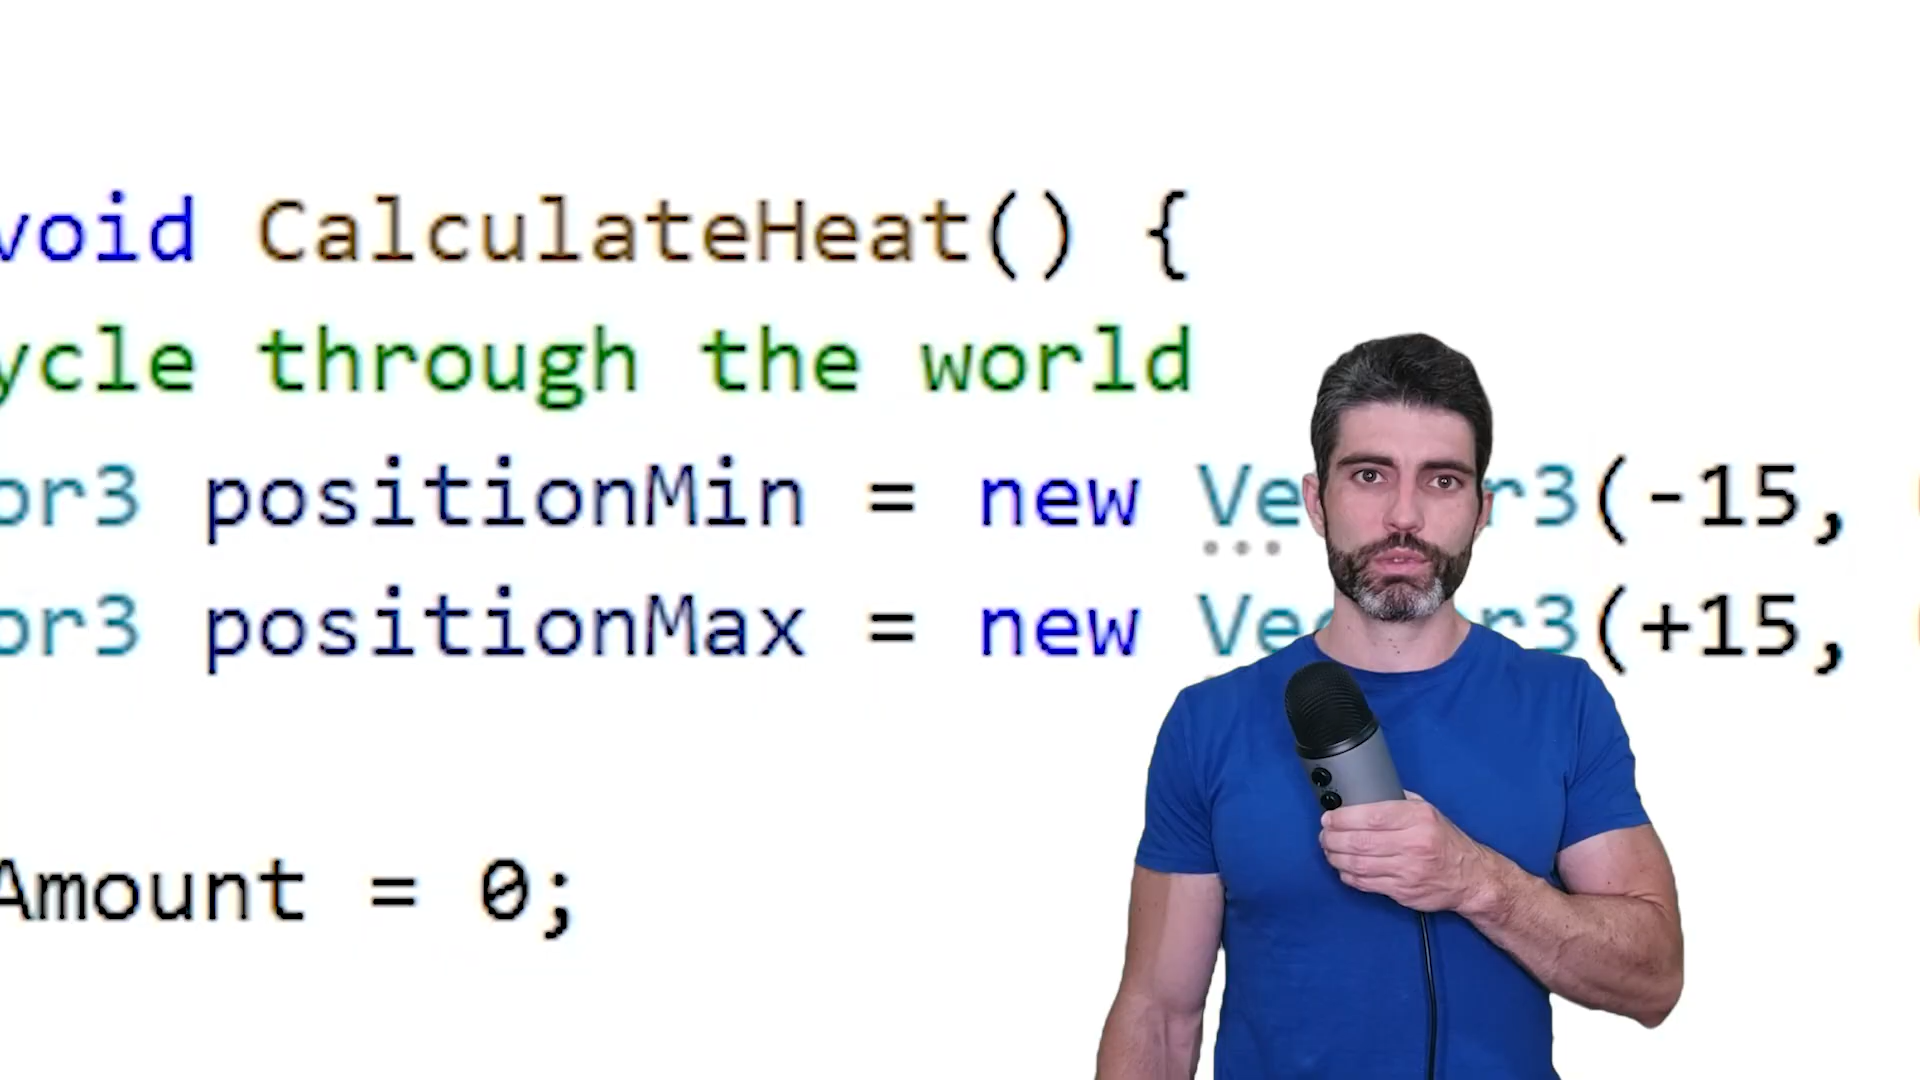 void CalculateHeat() {
ycle through the world
or3 positionMin = new Ve r3(-15,
or3 positionMax = new Vec r3(+15,
Amount = 0;